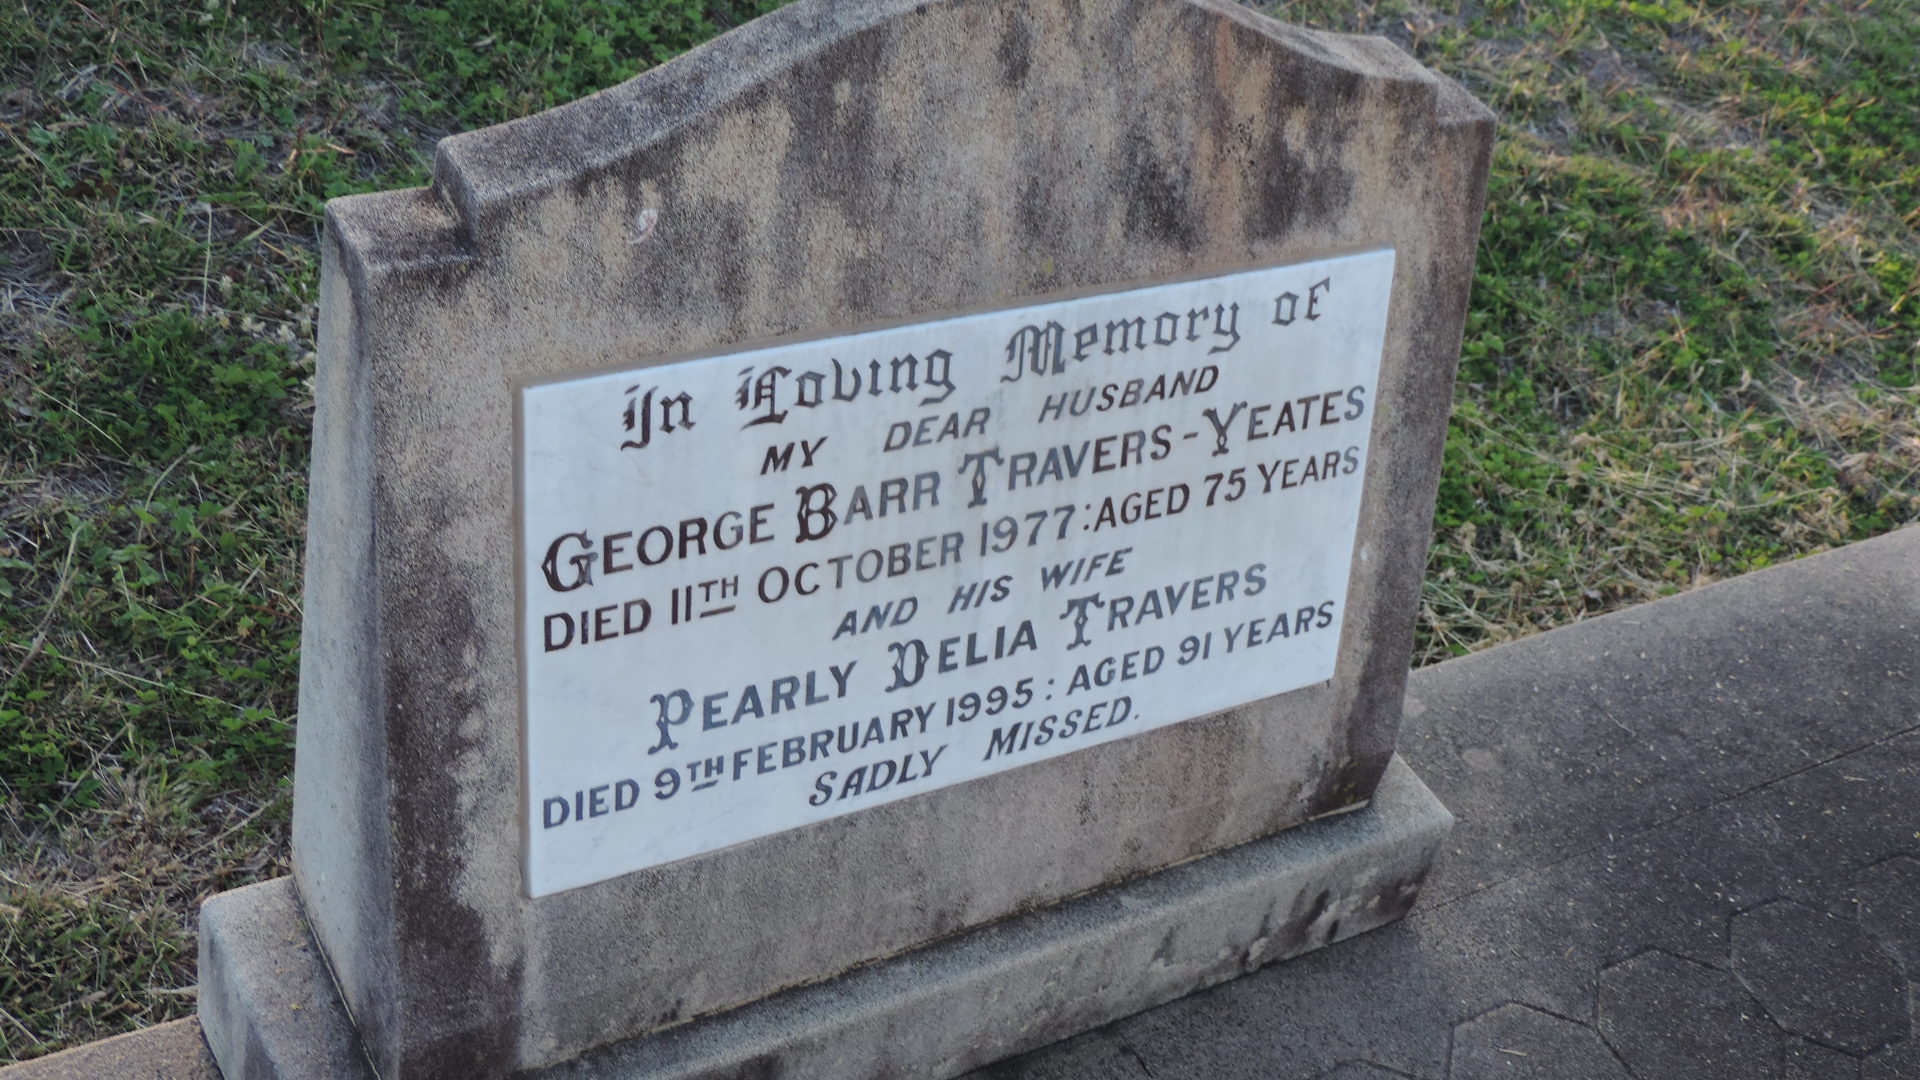 In Loving Memory of
MY DEAR HUSBAND
GEORGE BARR TRAVERS-YEATES
DIED 11TH OCTOBER 1977: AGED 75 YEARS
AND HIS WIFE
PEARLY DELIA TRAVERS
DIED 9TH FEBRUARY 1995: AGED 91 YEARS
SADLY MISSED.